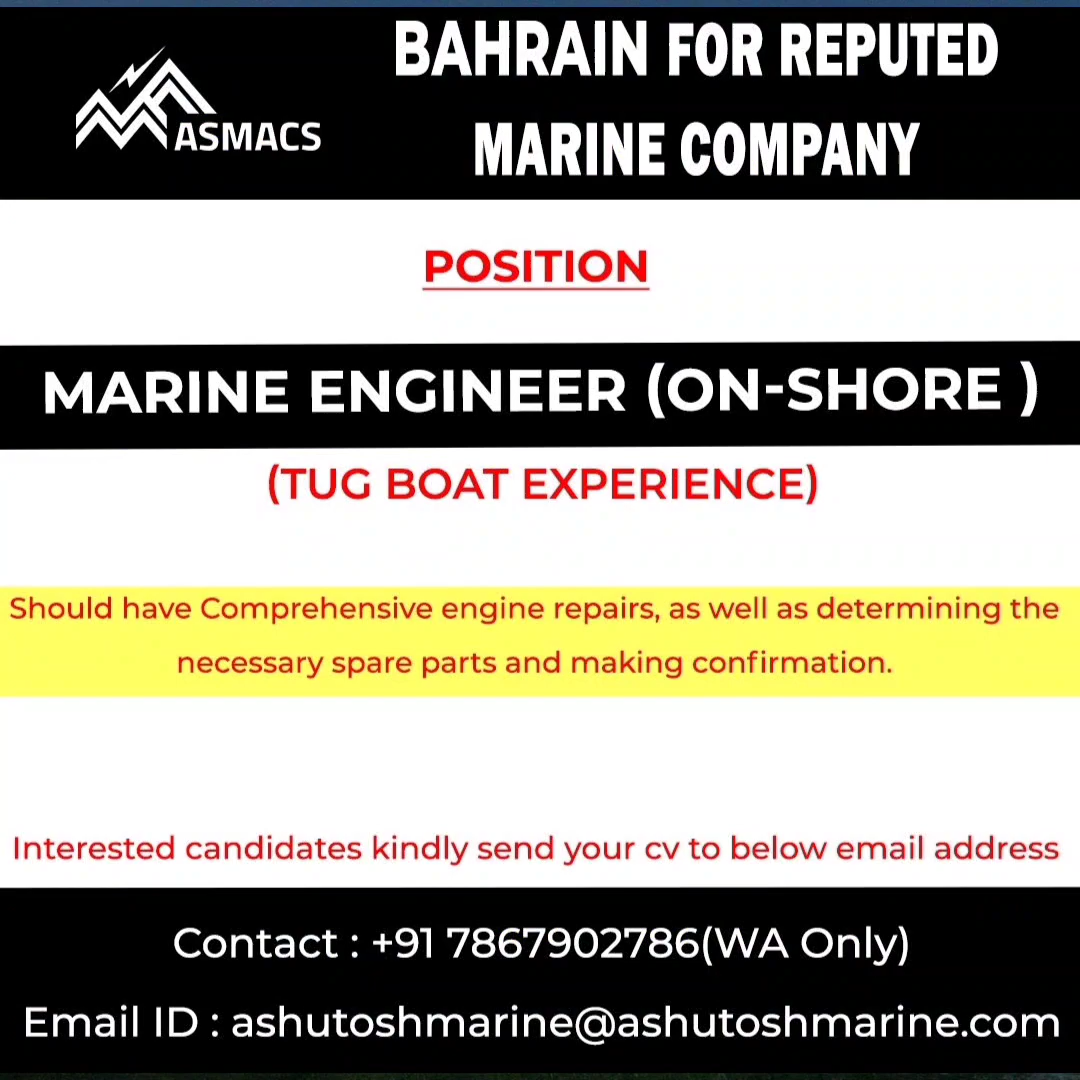 ASMACS
BAHRAIN FOR REPUTED
MARINE COMPANY
POSITION
MARINE ENGINEER (ON-SHORE )
(TUG BOAT EXPERIENCE)
Should have Comprehensive engine repairs, as well as determining the
necessary spare parts and making confirmation.
Interested candidates kindly send your cv to below email address
Contact : +91 7867902786(WA Only)
Email ID : ashutoshmarine@ashutoshmarine.com